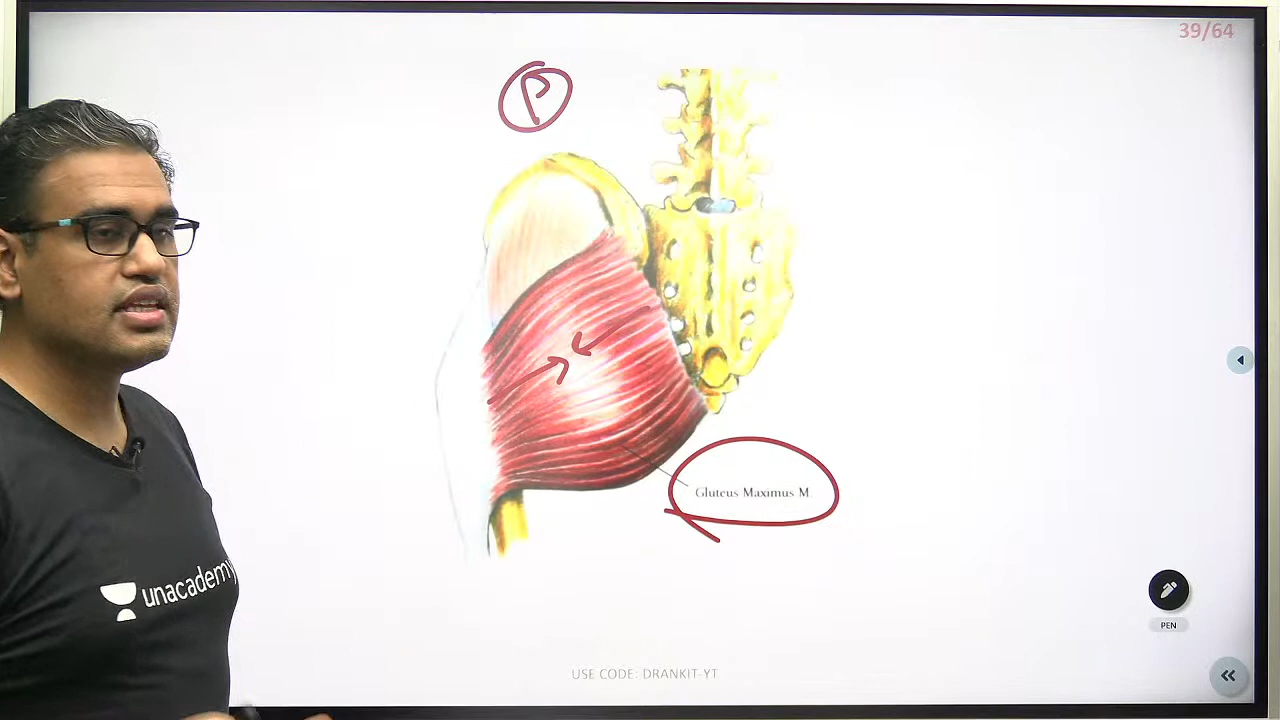 39/64
P
Gluteus Maximus M.
unacademy
PEN
USE CODE: DRANKIT-YT